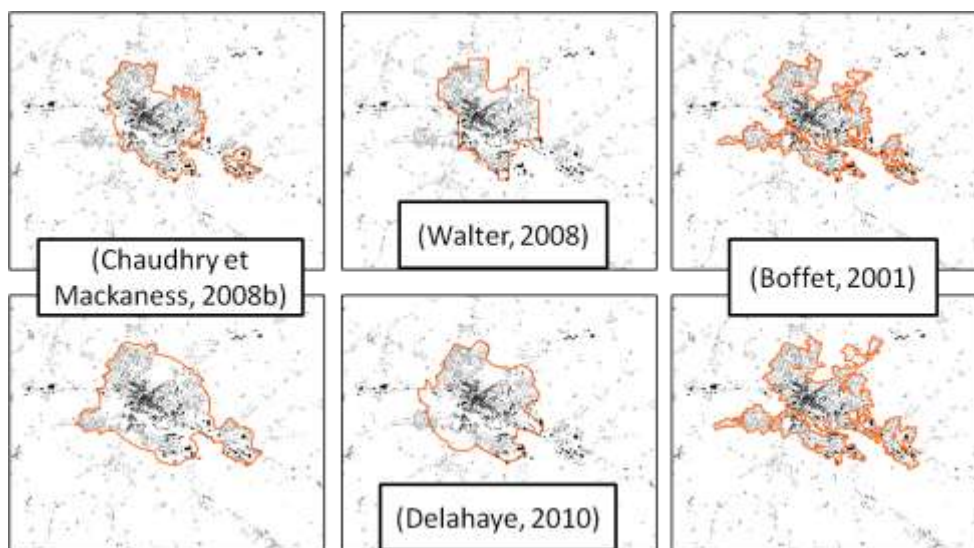 (Chaudhry et
Mackaness, 2008b)
(Walter, 2008)
(Boffet, 2001)
(Delahaye, 2010)